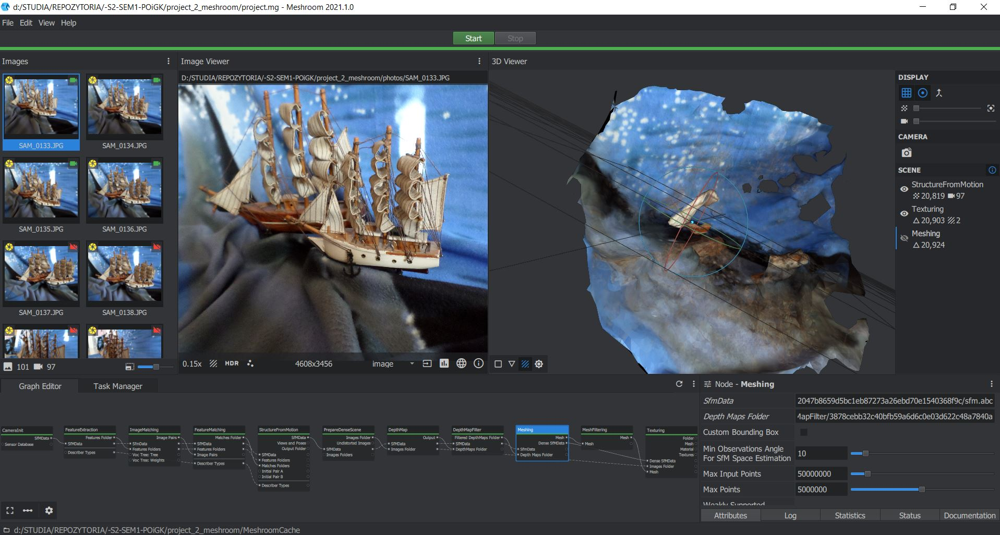 d:/STUDIA/REPOZYTORIA/-S2-SEM1-POiGK/project_2_meshroom/project.mg - Meshroom 2021.1.0
File Edit View Help
Start Stop
Images
SAM_0133.JPG SAM_0134.JPG
SAM_0135.JPG SAM_0136.JPG
SAM_0137.JPG SAM_0138.JPG
101 97
Image Viewer
D:/STUDIA/REPOZYTORIA/-S2-SEM1-POiGK/project_2_meshroom/photos/SAM_0133.JPG
0.15x HDR 4608x3456 image
3D Viewer
DISPLAY
CAMERA
SCENE
StructureFromMotion
20,819 97
Texturing
20,903 2
Meshing
20,924
Graph Editor Task Manager
CameraInit
SfMData
Sensor Database
FeatureExtraction
Features Folder
SfMData
Describer Types
ImageMatching
Image Pairs
SfmData
Features Folders
Voc Tree: Tree
Voc Tree: Weights
FeatureMatching
Matches Folder
SfMData
Features Folders
Image Pairs
Describer Types
StructureFromMotion
SfMData
Views and Poses
Output Folder
SfMData
Features Folders
Matches Folders
Initial Pair A
Initial Pair B
Describer Types
PrepareDenseScene
Images Folder
Undistorted Images
SfMData
Images Folders
DepthMap
Output
SfMData
Images Folder
DepthMapFilter
Filtered DepthMaps Folder
SfMData
DepthMaps Folder
Meshing
Mesh
Dense SfMData
SfmData
Depth Maps Folder
MeshFiltering
Mesh
Mesh
Texturing
Folder
Mesh
Material
Textures
Dense SfMData
Images Folder
Mesh
Node - Meshing
SfmData 2047b8659d5bc1eb87273a26ebd70e1540368f9c/sfm.abc
Depth Maps Folder MapFilter/3878cebb32c40bfb59a6d6c0e03d622c48a7840a
Custom Bounding Box
Min Observations Angle
For SfM Space Estimation 10
Max Input Points 50000000
Max Points 5000000
Weakly Supported
Attributes Log Statistics Status Documentation
d:/STUDIA/REPOZYTORIA/-S2-SEM1-POiGK/project_2_meshroom/MeshroomCache